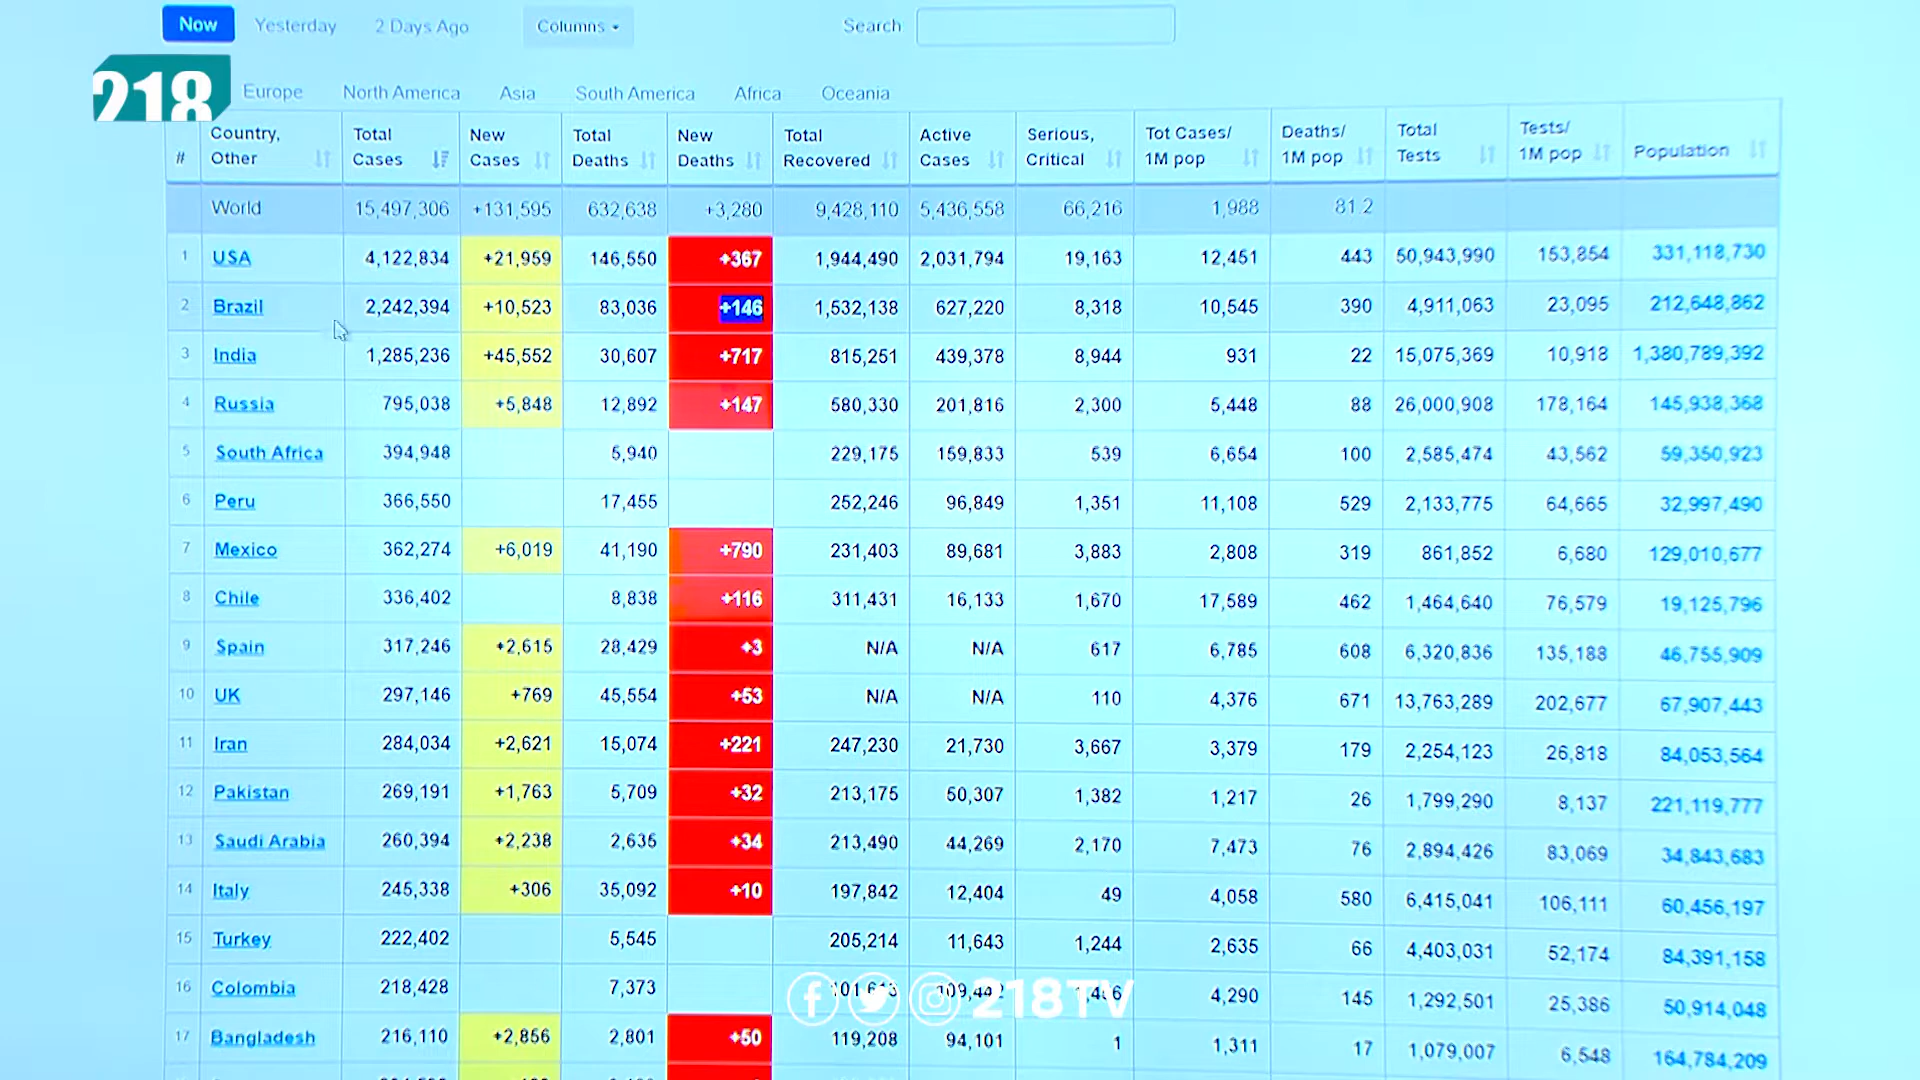 Now Yesterday 2 Days Ago Columns Search
218
Europe North America Asia South America Africa Oceania
# Country, Other Total Cases New Cases Total Deaths New Deaths Total Recovered Active Cases Serious, Critical Tot Cases/ 1M pop Deaths/ 1M pop Total Tests Tests/ 1M pop Population
World 15,497,306 +131,595 632,638 +3,280 9,428,110 5,436,558 66,216 1,988 81.2
1 USA 4,122,834 +21,959 146,550 +367 1,944,490 2,031,794 19,163 12,451 443 50,943,990 153,854 331,118,730
2 Brazil 2,242,394 +10,523 83,036 +146 1,532,138 627,220 8,318 10,545 390 4,911,063 23,095 212,648,862
3 India 1,285,236 +45,552 30,607 +717 815,251 439,378 8,944 931 22 15,075,369 10,918 1,380,789,392
4 Russia 795,038 +5,848 12,892 +147 580,330 201,816 2,300 5,448 88 26,000,908 178,164 145,938,368
5 South Africa 394,948 5,940 229,175 159,833 539 6,654 100 2,585,474 43,562 59,350,923
6 Peru 366,550 17,455 252,246 96,849 1,351 11,108 529 2,133,775 64,665 32,997,490
7 Mexico 362,274 +6,019 41,190 +790 231,403 89,681 3,883 2,808 319 861,852 6,680 129,010,677
8 Chile 336,402 8,838 +116 311,431 16,133 1,670 17,589 462 1,464,640 76,579 19,125,796
9 Spain 317,246 +2,615 28,429 +3 N/A N/A 617 6,785 608 6,320,836 135,188 46,755,909
10 UK 297,146 +769 45,554 +53 N/A N/A 110 4,376 671 13,763,289 202,677 67,907,443
11 Iran 284,034 +2,621 15,074 +221 247,230 21,730 3,667 3,379 179 2,254,123 26,818 84,053,564
12 Pakistan 269,191 +1,763 5,709 +32 213,175 50,307 1,382 1,217 26 1,799,290 8,137 221,119,777
13 Saudi Arabia 260,394 +2,238 2,635 +34 213,490 44,269 2,170 7,473 76 2,894,426 83,069 34,843,683
14 Italy 245,338 +306 35,092 +10 197,842 12,404 49 4,058 580 6,415,041 106,111 60,456,197
15 Turkey 222,402 5,545 205,214 11,643 1,244 2,635 66 4,403,031 52,174 84,391,158
16 Colombia 218,428 7,373 4,290 145 1,292,501 25,386 50,914,048
218TV
17 Bangladesh 216,110 +2,856 2,801 +50 119,208 94,101 1 1,311 17 1,079,007 6,548 164,784,209